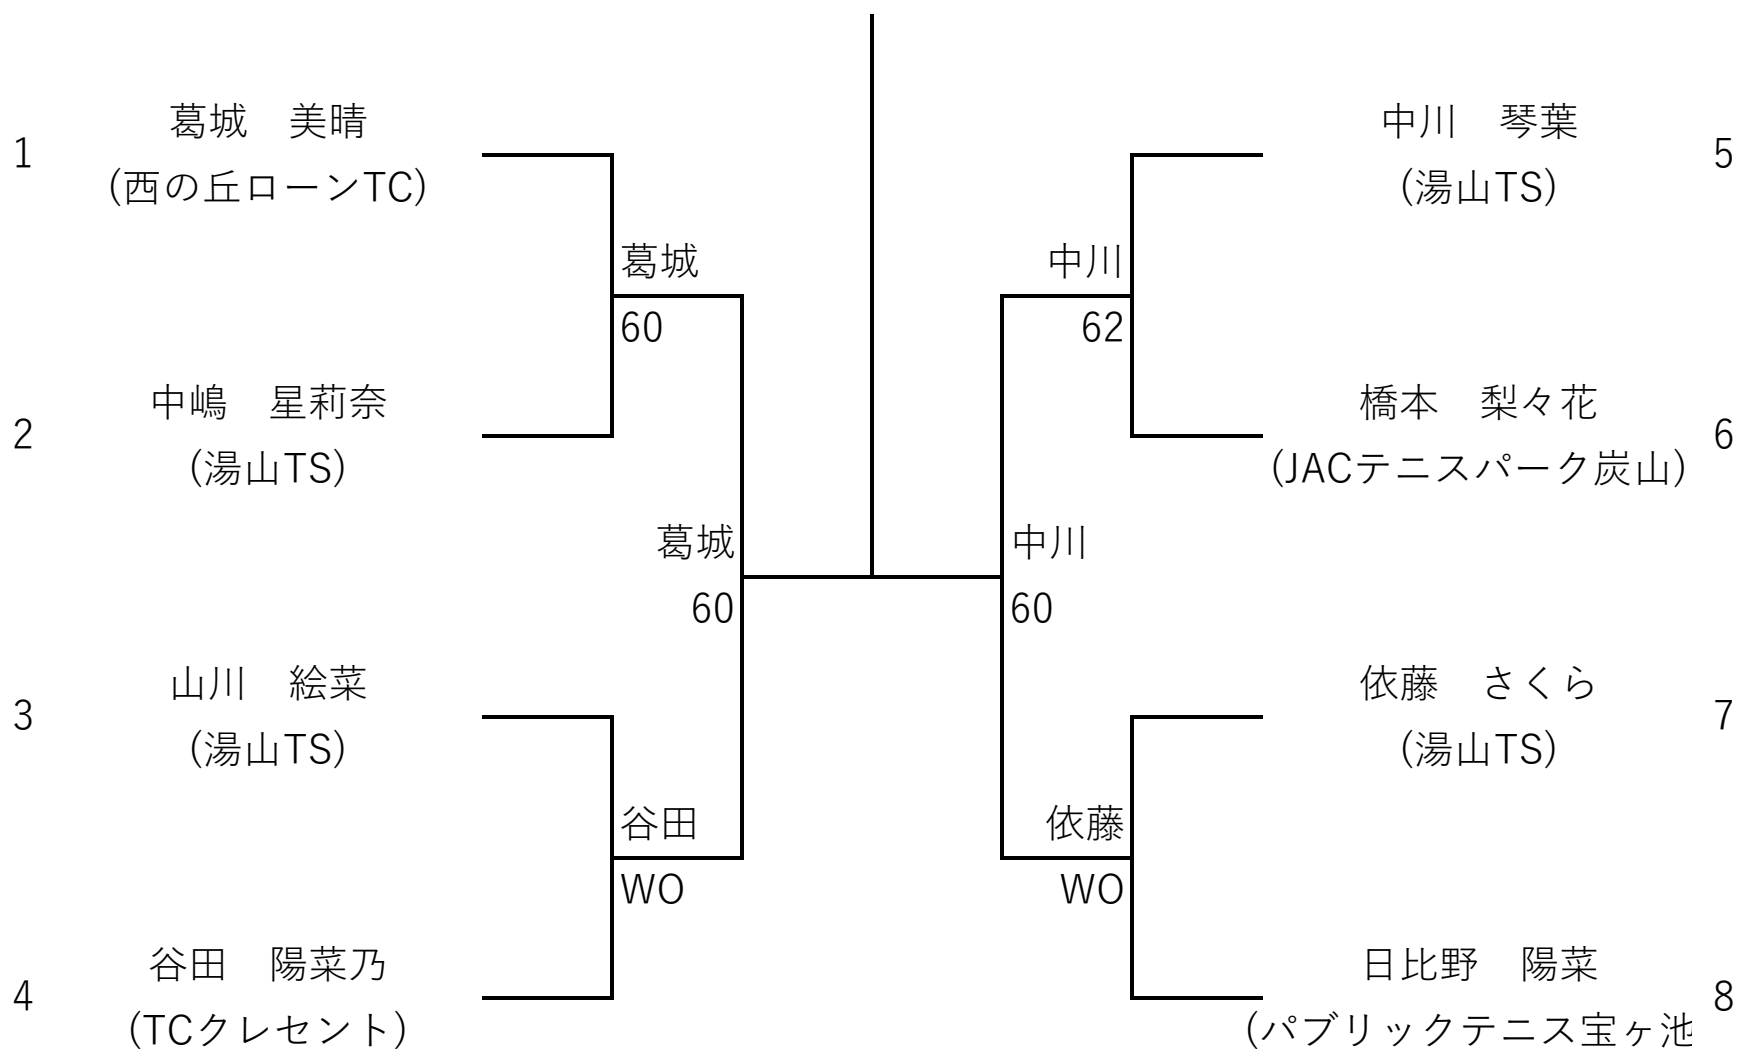 1
葛城　美晴
(西の丘ローンTC)
2
中嶋　星莉奈
(湯山TS)
3
山川　絵菜
(湯山TS)
4
谷田　陽菜乃
(TCクレセント)
葛城
60
谷田
WO
葛城
60
中川
60
中川
62
依藤
WO
中川　琴葉
(湯山TS)
5
橋本　梨々花
(JACテニスパーク炭山)
6
依藤　さくら
(湯山TS)
7
日比野　陽菜
(パブリックテニス宝ヶ池
8